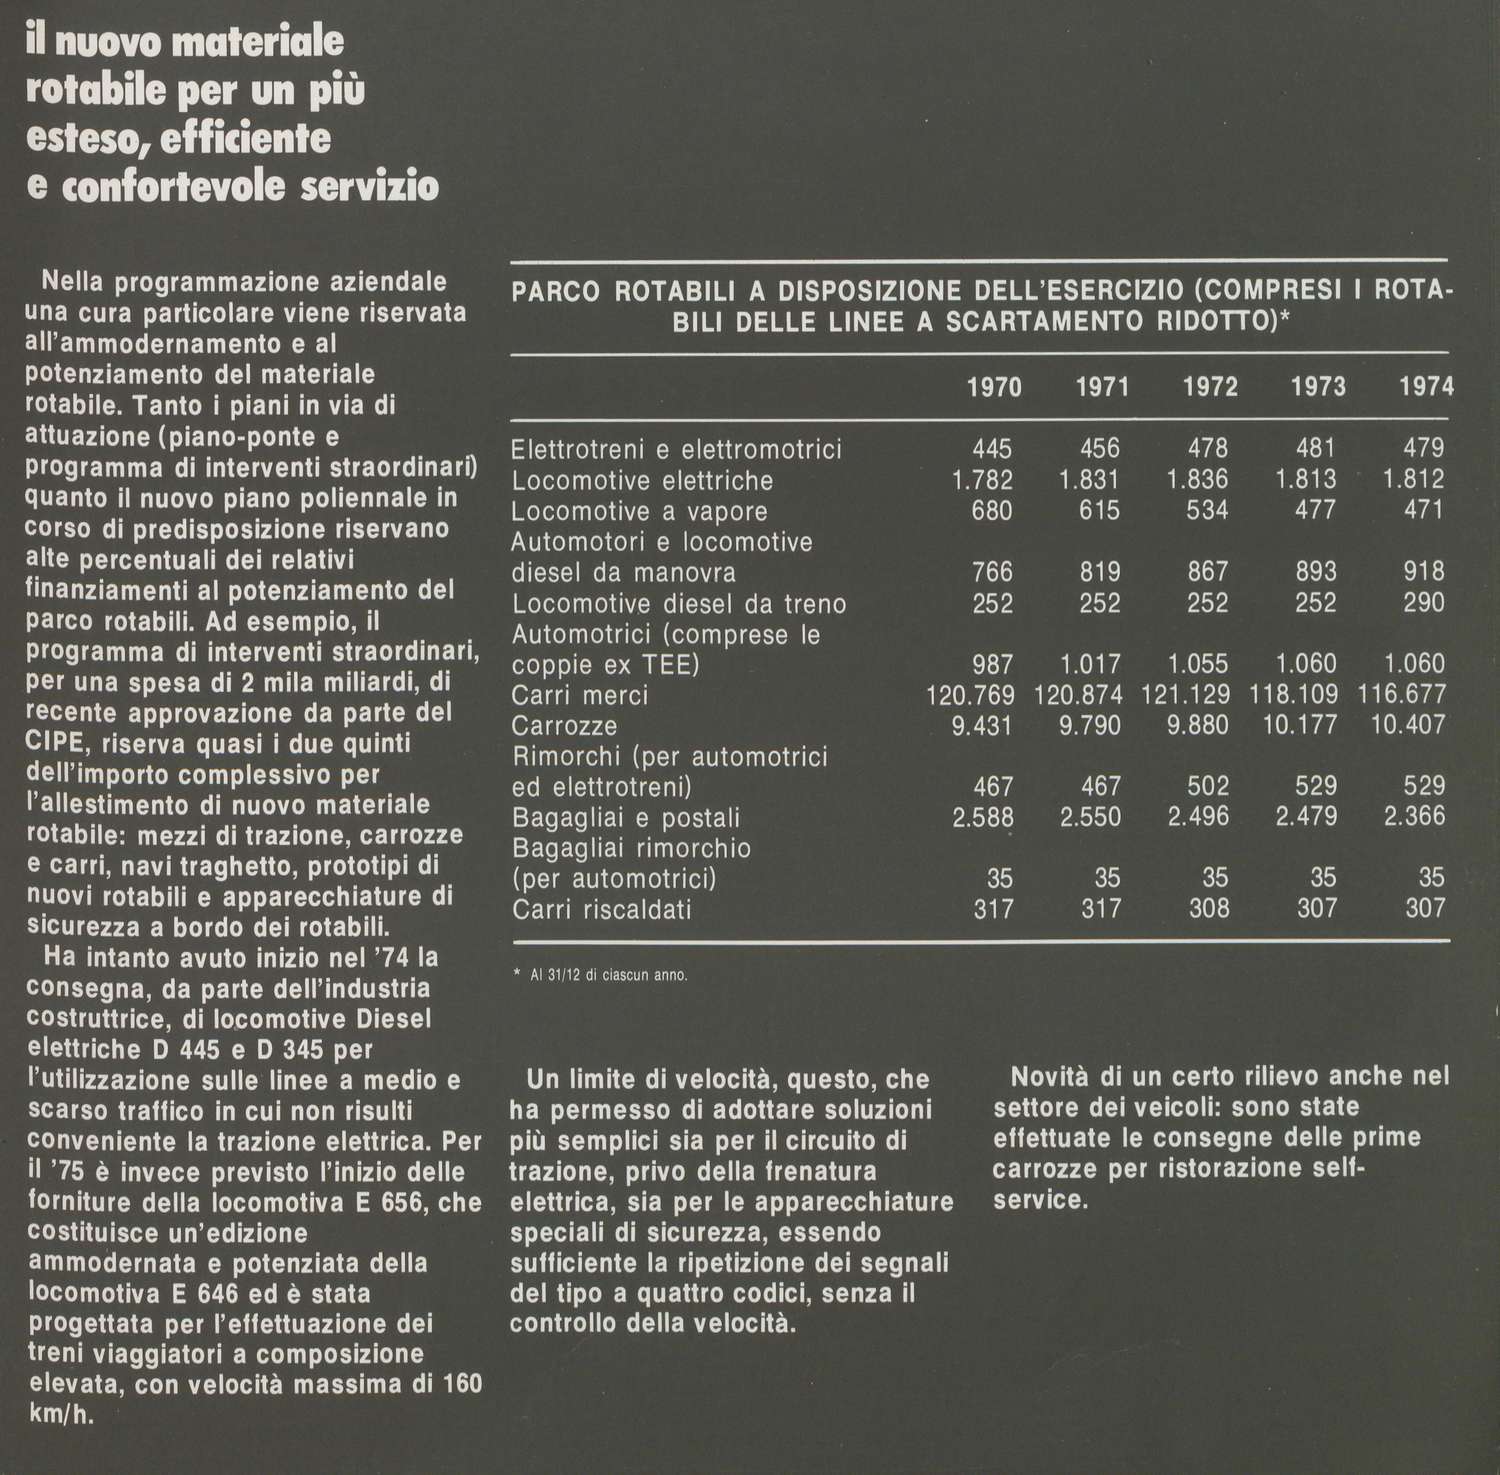 il nuovo materiale
rotabile per un più
esteso, efficiente
e confortevole servizio
Nella programmazione aziendale
una cura particolare viene riservata
all'ammodernamento e al
potenziamento del materiale
rotabile. Tanto i piani in via di
attuazione (piano-ponte e
programma di interventi straordinari)
quanto il nuovo piano poliennale in
corso di predisposizione riservano
alte percentuali dei relativi
finanziamenti al potenziamento del
parco rotabili. Ad esempio, il
programma di interventi straordinari,
per una spesa di 2 mila miliardi, di
recente approvazione da parte del
CIPE, riserva quasi i due quinti
dell'importo complessivo per
l'allestimento di nuovo materiale
rotabile: mezzi di trazione, carrozze
e carri, navi traghetto, prototipi di
nuovi rotabili e apparecchiature di
sicurezza a bordo dei rotabili.
Ha intanto avuto inizio nel '74 la
consegna, da parte dell'industria
costruttrice, di locomotive Diesel
elettriche D 445 e D 345 per
l'utilizzazione sulle linee a medio e
scarso traffico in cui non risulti
conveniente la trazione elettrica. Per
il '75 è invece previsto l'inizio delle
forniture della locomotiva E 656, che
costituisce un'edizione
ammodernata e potenziata della
locomotiva E 646 ed è stata
progettata per l'effettuazione dei
treni viaggiatori a composizione
elevata, con velocità massima di 160
km/h.
PARCO ROTABILI A DISPOSIZIONE DELL'ESERCIZIO (COMPRESI I ROTA-
BILI DELLE LINEE A SCARTAMENTO RIDOTTO)*
1970 1971 1972 1973 1974
Elettrotreni e elettromotrici 445 456 478 481 479
Locomotive elettriche 1.782 1.831 1.836 1.813 1.812
Locomotive a vapore 680 615 534 477 471
Automotori e locomotive
diesel da manovra 766 819 867 893 918
Locomotive diesel da treno 252 252 252 252 290
Automotrici (comprese le
coppie ex TEE) 987 1.017 1.055 1.060 1.060
Carri merci 120.769 120.874 121.129 118.109 116.677
Carrozze 9.431 9.790 9.880 10.177 10.407
Rimorchi (per automotrici
ed elettrotreni) 467 467 502 529 529
Bagagliai e postali 2.588 2.550 2.496 2.479 2.366
Bagagliai rimorchio
(per automotrici) 35 35 35 35 35
Carri riscaldati 317 317 308 307 307
* Al 31/12 di ciascun anno.
Un limite di velocità, questo, che
ha permesso di adottare soluzioni
più semplici sia per il circuito di
trazione, privo della frenatura
elettrica, sia per le apparecchiature
speciali di sicurezza, essendo
sufficiente la ripetizione dei segnali
del tipo a quattro codici, senza il
controllo della velocità.
Novità di un certo rilievo anche nel
settore dei veicoli: sono state
effettuate le consegne delle prime
carrozze per ristorazione self-
service.